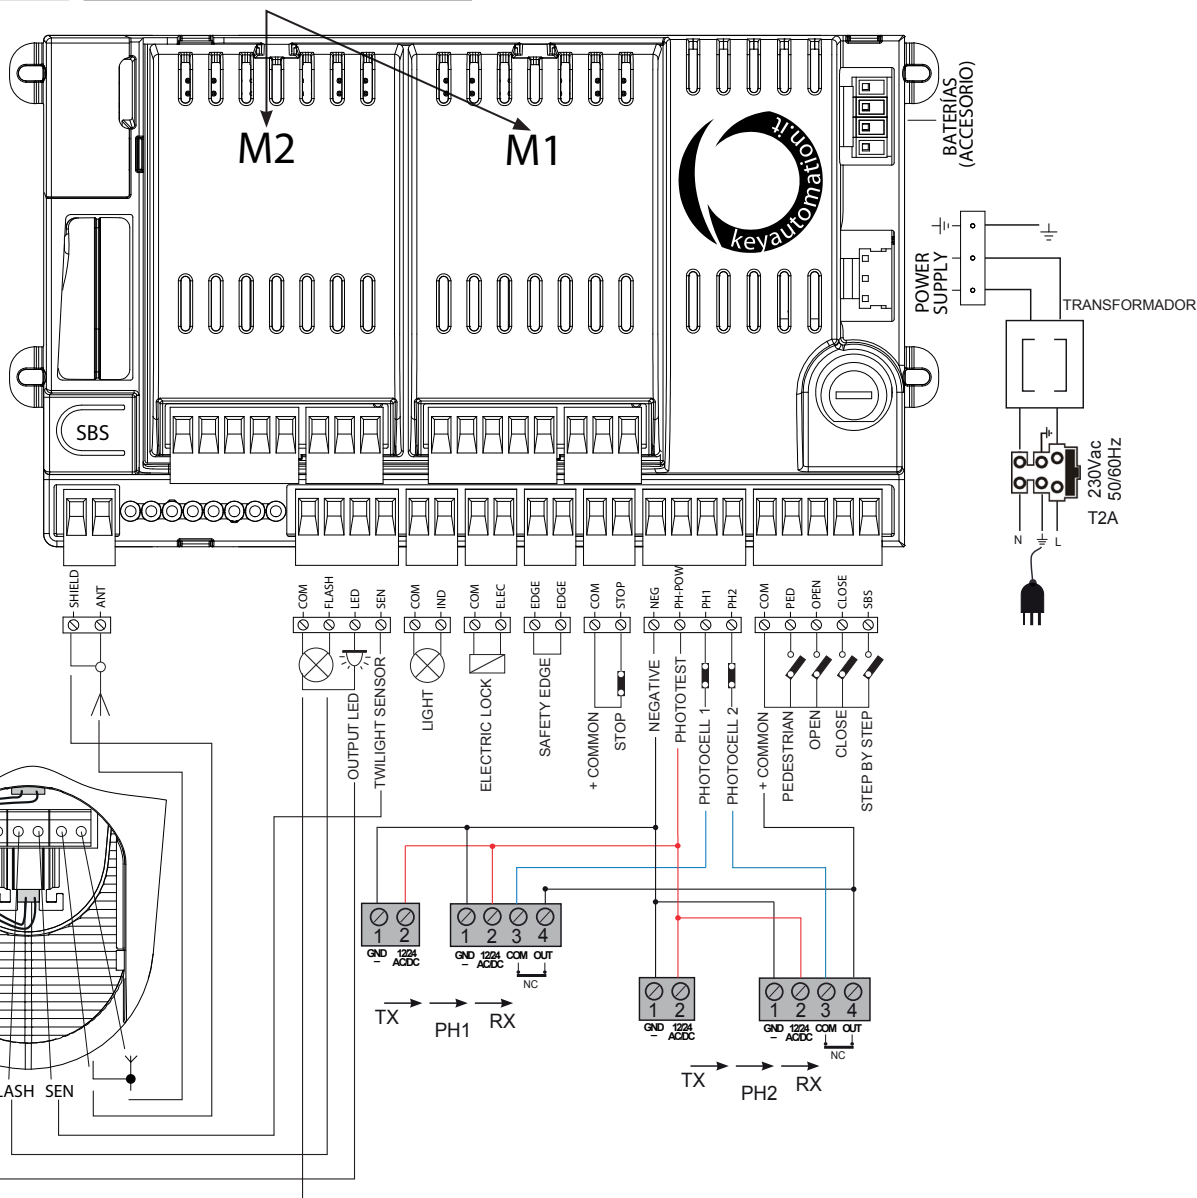 M2
M1
keyautomation.it
BATERÍAS
(ACCESORIO)
POWER
SUPPLY
TRANSFORMADOR
230Vac
50/60Hz
T2A
N
L
SBS
SHIELD
ANT
COM
FLASH
LED
SEN
COM
IND
COM
ELEC
EDGE
EDGE
COM
STOP
NEG
PH-POW
PH1
PH2
COM
PED
OPEN
CLOSE
SBS
OUTPUT LED
TWILIGHT SENSOR
LIGHT
ELECTRIC LOCK
SAFETY EDGE
+ COMMON
STOP
NEGATIVE
PHOTOTEST
PHOTOCELL 1
PHOTOCELL 2
+ COMMON
PEDESTRIAN
OPEN
CLOSE
STEP BY STEP
1 2
GND 12/24
– AC/DC
1 2 3 4
GND 12/24 COM OUT
– AC/DC
NC
TX PH1 RX
1 2
GND 12/24
– AC/DC
1 2 3 4
GND 12/24 COM OUT
– AC/DC
NC
TX PH2 RX
LASH SEN